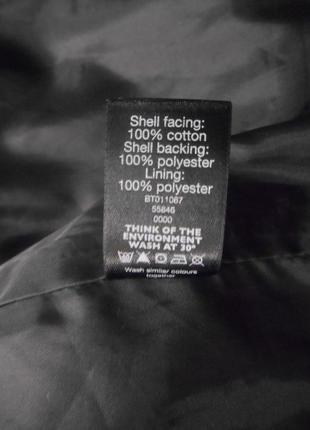 Shell facing:
100% cotton
Shell backing:
100% polyester
Lining:
100% polyester
BT011067
55846
0000
THINK OF THE
ENVIRONMENT
WASH AT 30°
Wash similar colours
together